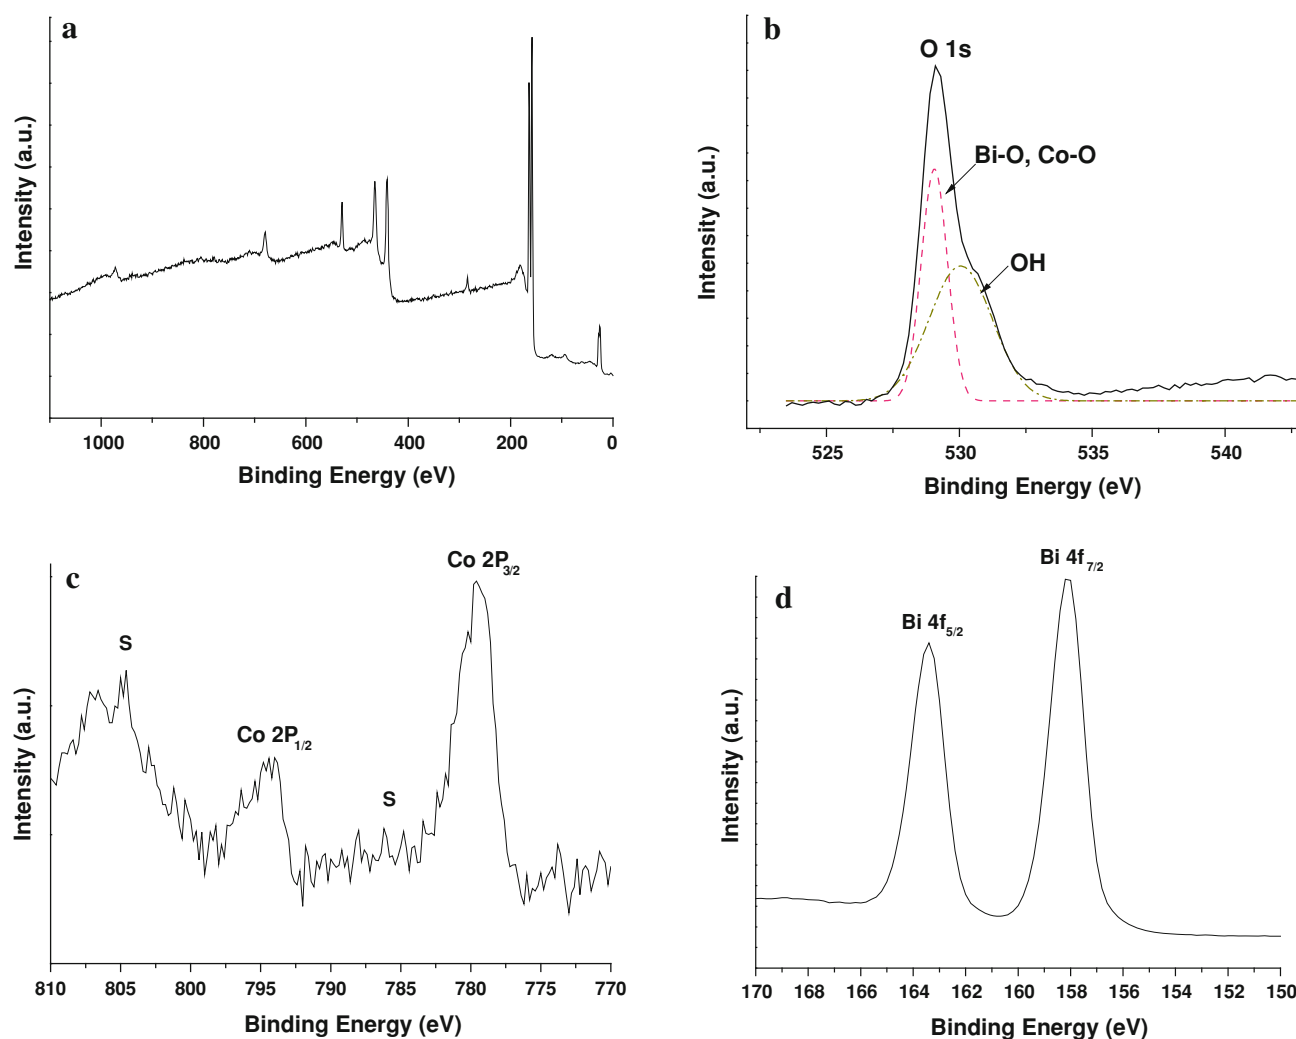 a
Intensity (a.u.)
1000 800 600 400 200 0
Binding Energy (eV)
b
O 1s
Bi-O, Co-O
OH
Intensity (a.u.)
525 530 535 540
Binding Energy (eV)
c
Co 2P3/2
S
Co 2P1/2
S
Intensity (a.u.)
810 805 800 795 790 785 780 775 770
Binding Energy (eV)
d
Bi 4f7/2
Bi 4f5/2
Intensity (a.u.)
170 168 166 164 162 160 158 156 154 152 150
Binding Energy (eV)